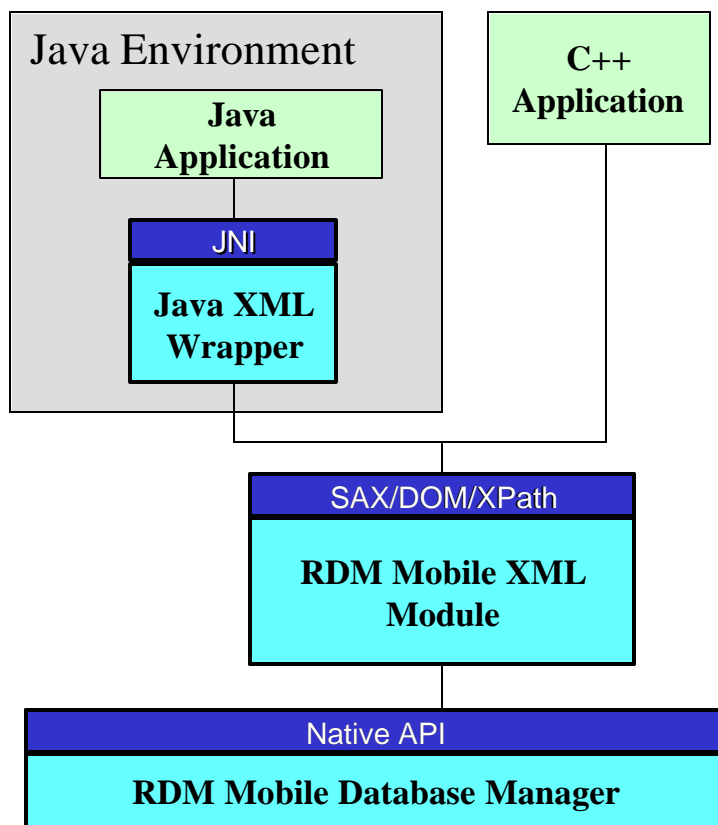 Java Environment
Java
Application
JNI
Java XML
Wrapper
C++
Application
SAX/DOM/XPath
RDM Mobile XML
Module
Native API
RDM Mobile Database Manager